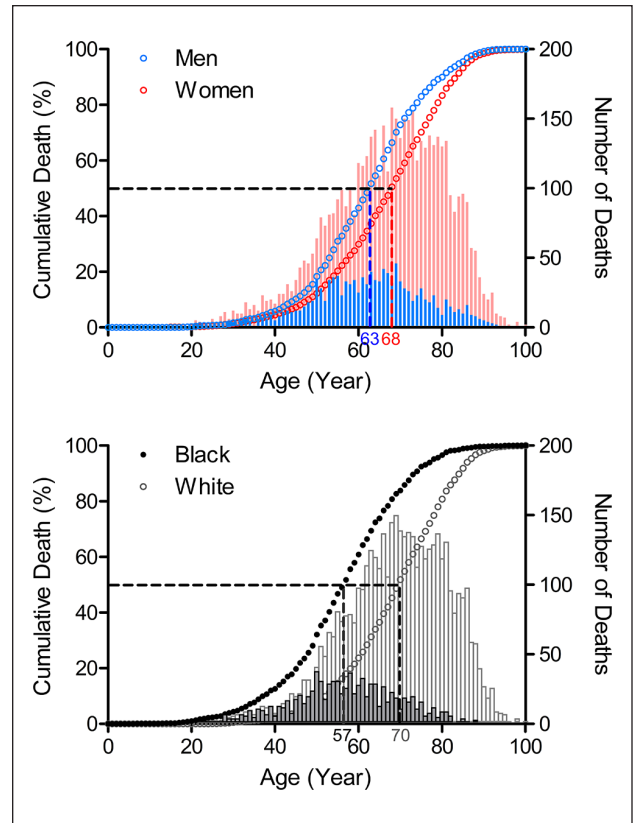 Men
Women
Cumulative Death (%)
100
80
60
40
20
0
Number of Deaths
200
150
100
50
0
0 20 40 60 80 100
63 68
Age (Year)
Black
White
Cumulative Death (%)
100
80
60
40
20
0
Number of Deaths
200
150
100
50
0
0 20 40 60 80 100
57 70
Age (Year)